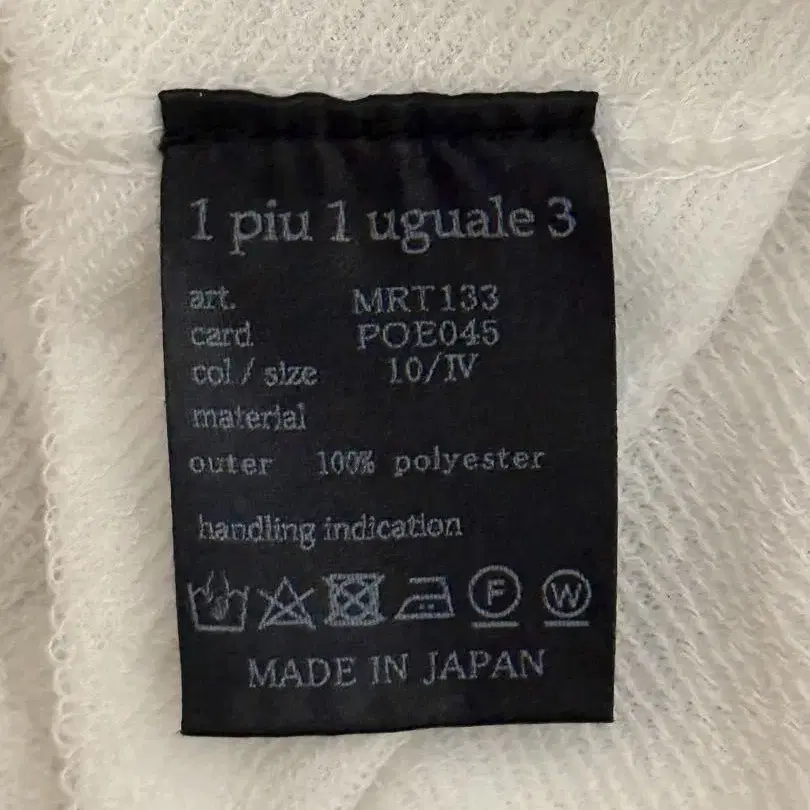 1 piu 1 uguale 3
art. MRT133
card POE045
col / size 10/IV
material
outer 100% polyester
handling indication
F W
MADE IN JAPAN